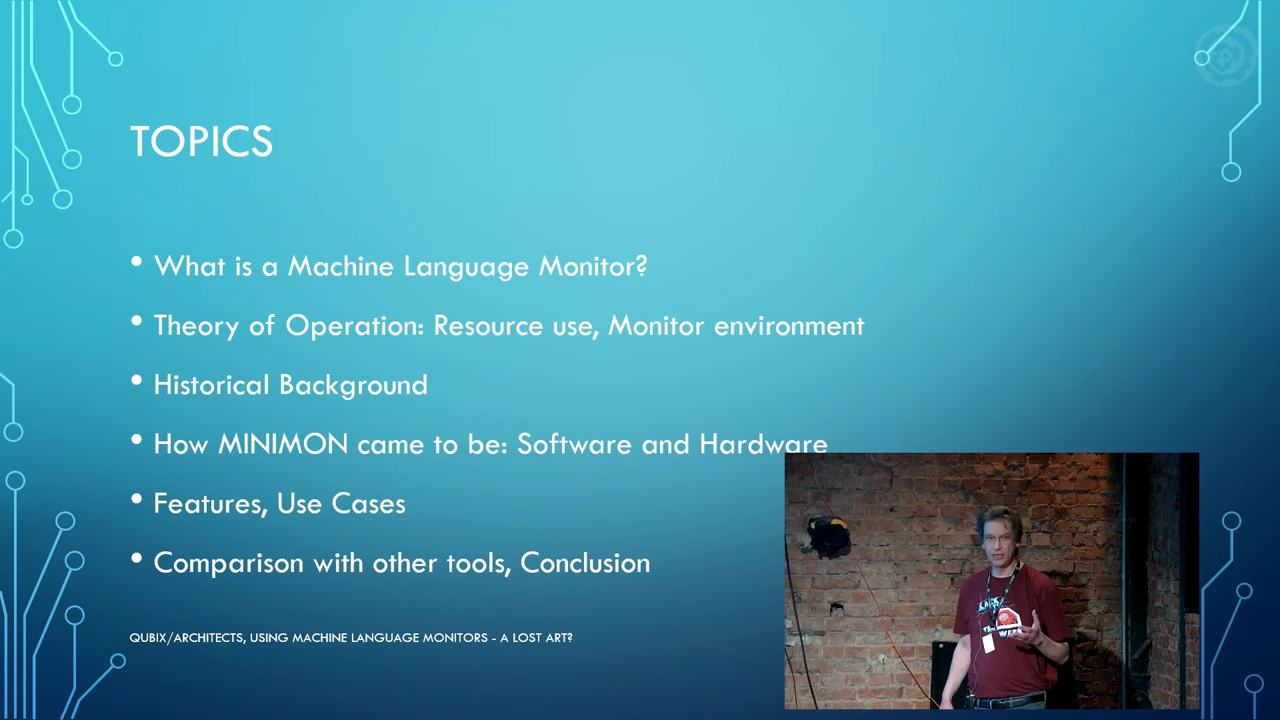 TOPICS
• What is a Machine Language Monitor?
• Theory of Operation: Resource use, Monitor environment
• Historical Background
• How MINIMON came to be: Software and Hardware
• Features, Use Cases
• Comparison with other tools, Conclusion
QUBIX/ARCHITECTS, USING MACHINE LANGUAGE MONITORS - A LOST ART?